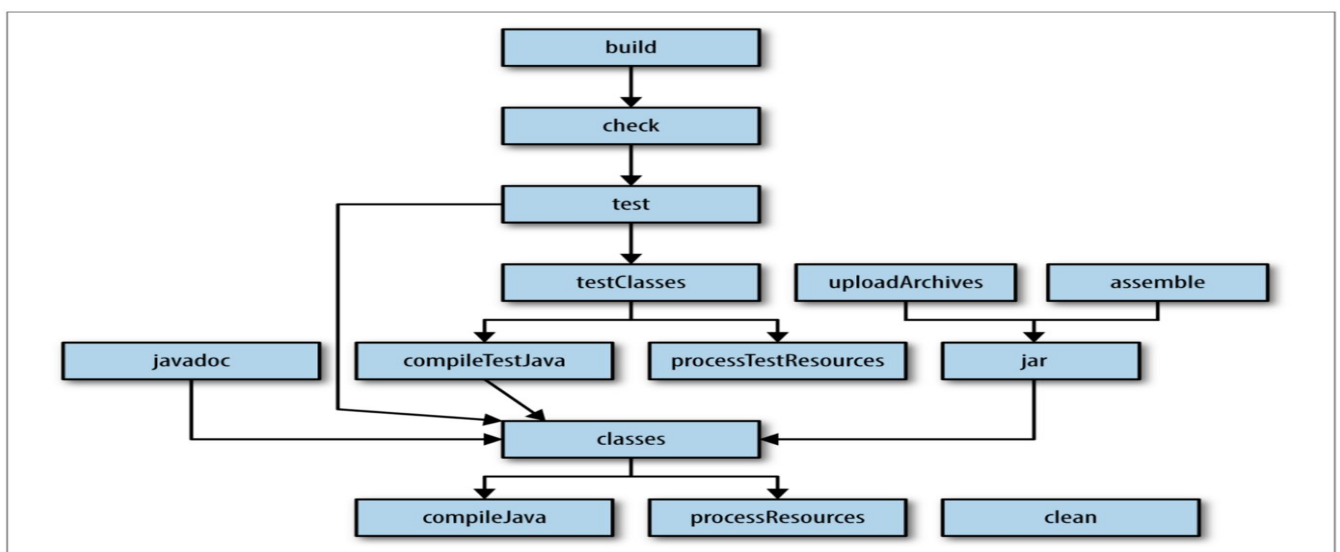 build
check
test
testClasses
uploadArchives
assemble
javadoc
compileTestJava
processTestResources
jar
classes
compileJava
processResources
clean